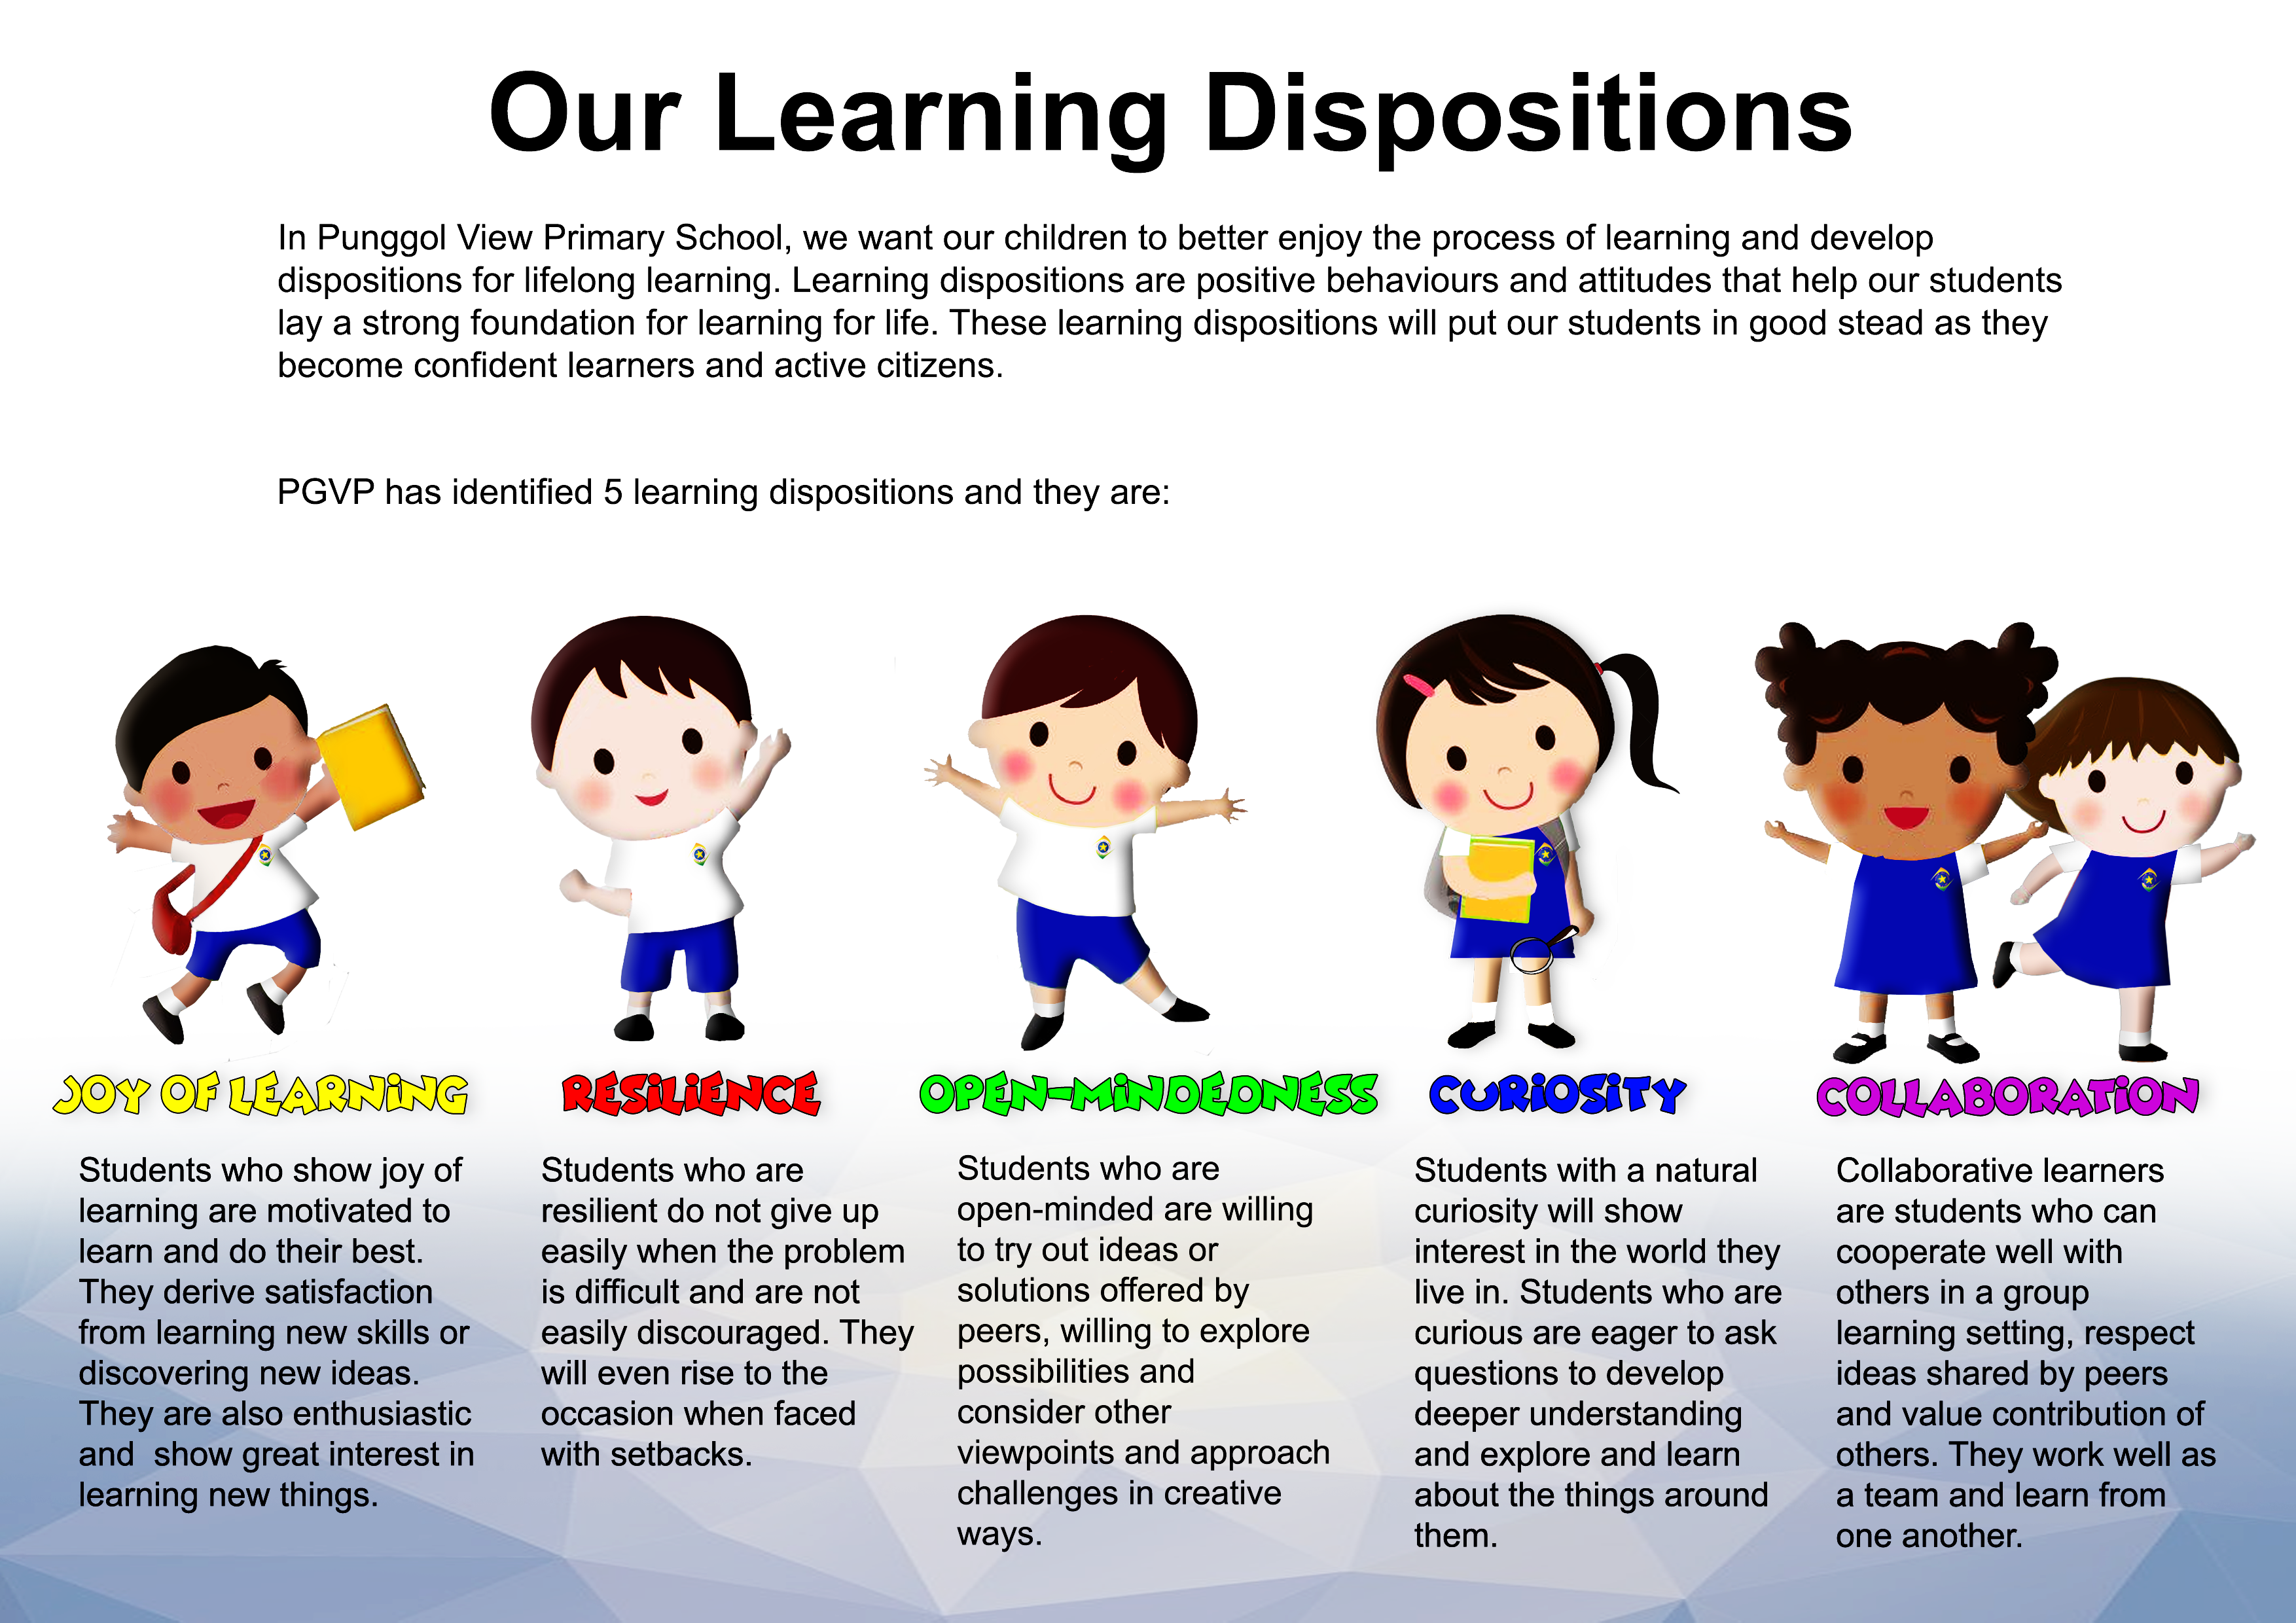 Our Learning Dispositions
In Punggol View Primary School, we want our children to better enjoy the process of learning and develop
dispositions for lifelong learning. Learning dispositions are positive behaviours and attitudes that help our students
lay a strong foundation for learning for life. These learning dispositions will put our students in good stead as they
become confident learners and active citizens.
PGVP has identified 5 learning dispositions and they are:
JOY OF LEARNiNG
Students who show joy of
learning are motivated to
learn and do their best.
They derive satisfaction
from learning new skills or
discovering new ideas.
They are also enthusiastic
and  show great interest in
learning new things.
RESiLiENCE
Students who are
resilient do not give up
easily when the problem
is difficult and are not
easily discouraged. They
will even rise to the
occasion when faced
with setbacks.
OPEN-MiNDEDNESS
Students who are
open-minded are willing
to try out ideas or
solutions offered by
peers, willing to explore
possibilities and
consider other
viewpoints and approach
challenges in creative
ways.
CURiOSiTY
Students with a natural
curiosity will show
interest in the world they
live in. Students who are
curious are eager to ask
questions to develop
deeper understanding
and explore and learn
about the things around
them.
COLLABORATiON
Collaborative learners
are students who can
cooperate well with
others in a group
learning setting, respect
ideas shared by peers
and value contribution of
others. They work well as
a team and learn from
one another.